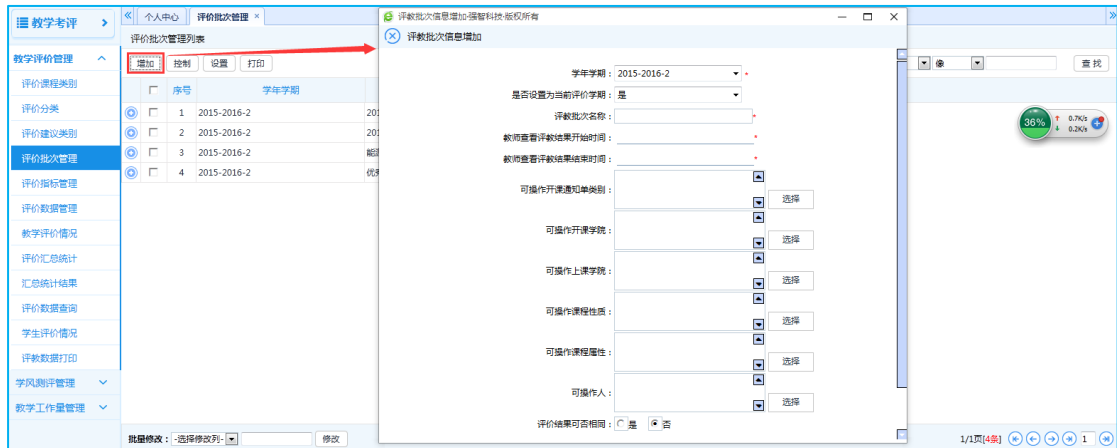 教学考评
教学评价管理
评价课程类别
评价分类
评价建议类别
评价批次管理
评价指标管理
评价数据管理
教学评价情况
评价汇总统计
汇总统计结果
评价数据查询
学生评价情况
评教数据打印
学风测评管理
教学工作量管理
个人中心 评价批次管理 ×
评价批次管理列表
增加 控制 设置 打印
序号 学年学期
1 2015-2016-2 201
2 2015-2016-2 201
3 2015-2016-2
4 2015-2016-2
批量修改: -选择修改列- 修改
评教批次信息增加-强智科技-版权所有
评教批次信息增加
学年学期: 2015-2016-2 *
是否设置为当前评价学期: 是
评教批次名称: *
教师查看评教结果开始时间: *
教师查看评教结果结束时间: *
可操作开课通知单类别: 选择
可操作开课学院: 选择
可操作上课学院: 选择
可操作课程性质: 选择
可操作课程属性: 选择
可操作人: 选择
评价结果可否相同: 是 否
像 查找
36% 0.7K/s
0.2K/s
1/1页[4条] 1